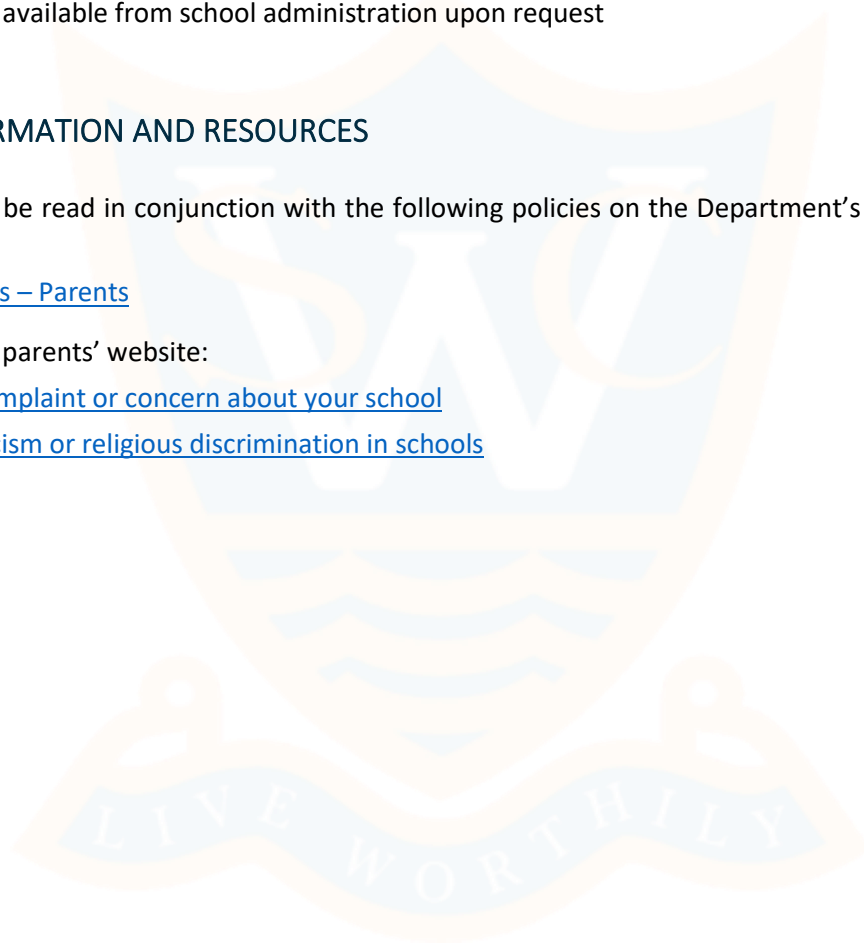 available from school administration upon request
RMATION AND RESOURCES
be read in conjunction with the following policies on the Department’s
s – Parents
parents’ website:
mplaint or concern about your school
cism or religious discrimination in schools
S W C
LIVE WORTHILY